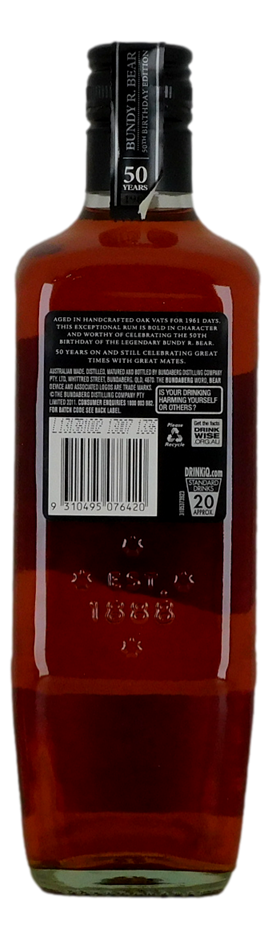 BUNDY R. BEAR
50TH BIRTHDAY EDITION
50
YEARS
AGED IN HANDCRAFTED OAK VATS FOR 1961 DAYS.
THIS EXCEPTIONAL RUM IS BOLD IN CHARACTER
AND WORTHY OF CELEBRATING THE 50TH
BIRTHDAY OF THE LEGENDARY BUNDY R. BEAR.
50 YEARS ON AND STILL CELEBRATING GREAT
TIMES WITH GREAT MATES.
AUSTRALIAN MADE. DISTILLED, MATURED AND BOTTLED BY BUNDABERG DISTILLING COMPANY
PTY. LTD, WHITTRED STREET, BUNDABERG, QLD, 4670. THE BUNDABERG WORD, BEAR
DEVICE AND ASSOCIATED LOGOS ARE TRADE MARKS.
©THE BUNDABERG DISTILLING COMPANY PTY
LIMITED 2011. CONSUMER ENQUIRIES 1800 003 892.
FOR BATCH CODE SEE BACK LABEL.
IS YOUR DRINKING
HARMING YOURSELF
OR OTHERS?
9 310495 076420
Please
Recycle
Get the facts
DRINK
WISE
.ORG.AU
DRINKiQ.com
STANDARD
DRINKS
20
APPROX.
EST.
1888